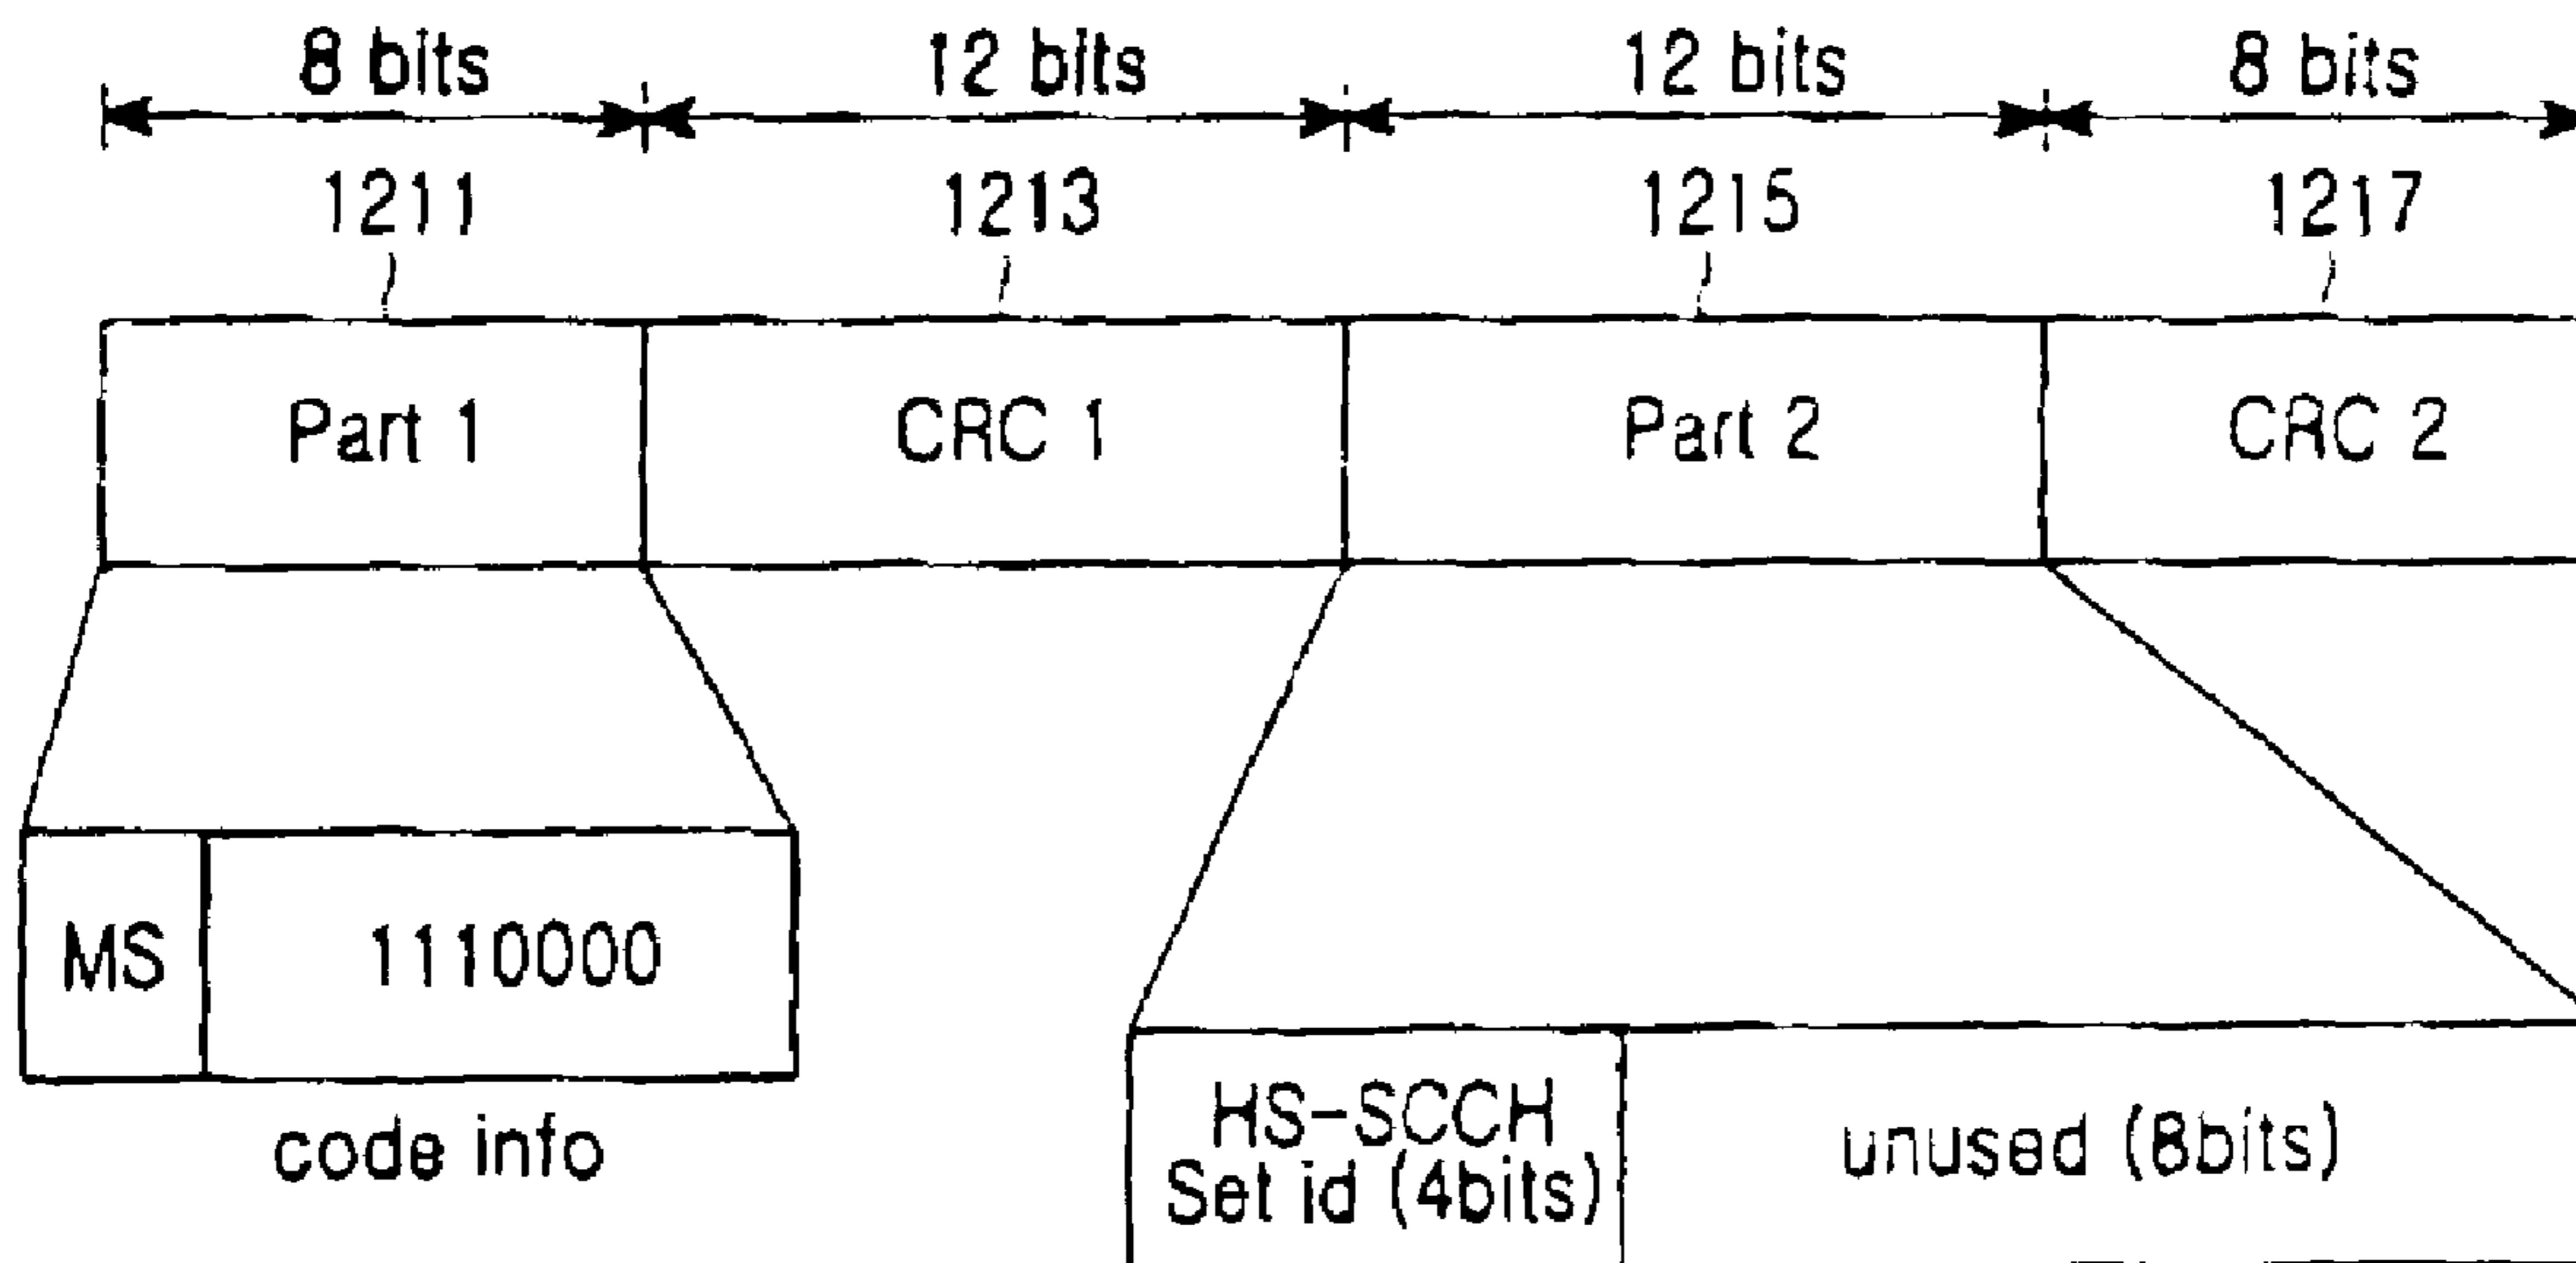 8 bits 12 bits 12 bits 8 bits
1211 1213 1215 1217
Part 1 CRC 1 Part 2 CRC 2
MS 1110000
code info
HS-SCCH
Set id (4bits)
unused (8bits)